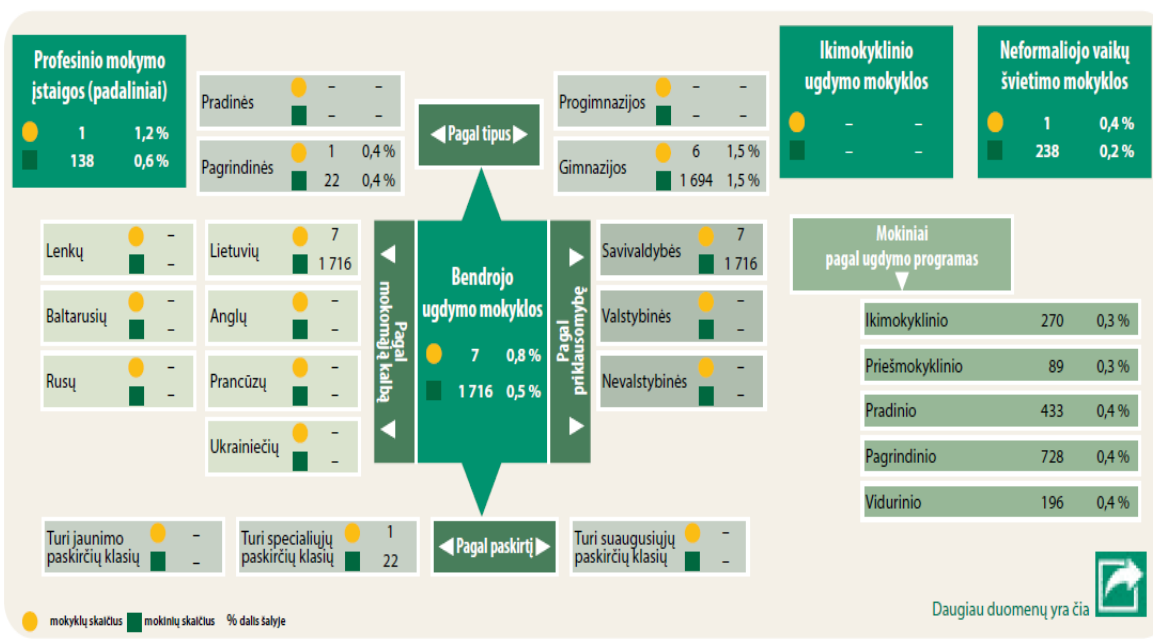 Profesinio mokymo
įstaigos (padaliniai)
1 1,2 %
138 0,6 %
Pradinės – –
– –
Pagrindinės 1 0,4 %
22 0,4 %
◀Pagal tipus▶
Progimnazijos – –
– –
Gimnazijos 6 1,5 %
1 694 1,5 %
Ikimokyklinio
ugdymo mokyklos
– –
– –
Neformaliojo vaikų
švietimo mokyklos
1 0,4 %
238 0,2 %
Lenkų –
–
Lietuvių 7
1 716
Baltarusių –
–
Anglų –
–
Rusų –
–
Prancūzų –
–
Ukrainiečių –
–
Pagal
mokomąją kalbą
Bendrojo
ugdymo mokyklos
7 0,8 %
1 716 0,5 %
Pagal
priklausomybę
Savivaldybės 7
1 716
Valstybinės –
–
Nevalstybinės –
–
Mokiniai
pagal ugdymo programas
Ikimokyklinio 270 0,3 %
Priešmokyklinio 89 0,3 %
Pradinio 433 0,4 %
Pagrindinio 728 0,4 %
Vidurinio 196 0,4 %
Turi jaunimo –
paskirčių klasių –
Turi specialiųjų 1
paskirčių klasių 22
◀Pagal paskirtį▶
Turi suaugusiųjų –
paskirčių klasių –
Daugiau duomenų yra čia
mokyklų skaičius mokinių skaičius % dalis šalyje